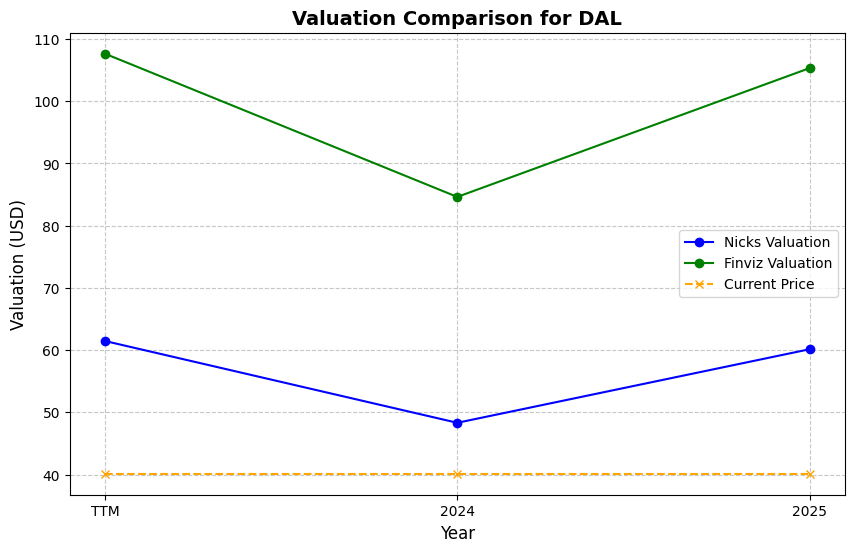 Valuation Comparison for DAL
110
100
90
80
70
60
50
40
Valuation (USD)
Nicks Valuation
Finviz Valuation
Current Price
TTM
2024
2025
Year